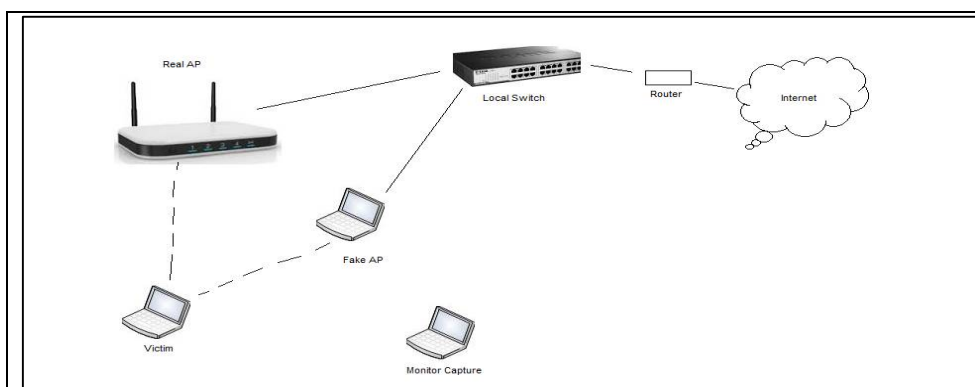 Real AP
Local Switch
Router
Internet
Fake AP
Victim
Monitor Capture